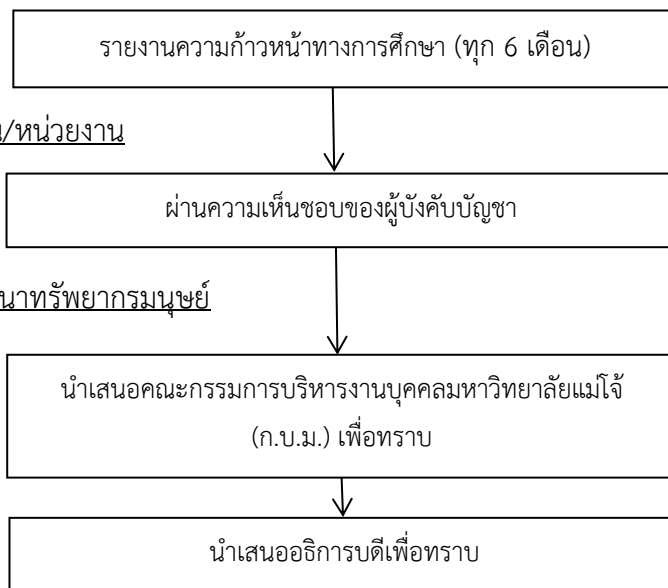 รายงานความก้าวหน้าทางการศึกษา (ทุก 6 เดือน)
/หน่วยงาน
ผ่านความเห็นชอบของผู้บังคับบัญชา
นาทรัพยากรมนุษย์
นำเสนอคณะกรรมการบริหารงานบุคคลมหาวิทยาลัยแม่โจ้
(ก.บ.ม.) เพื่อทราบ
นำเสนออธิการบดีเพื่อทราบ